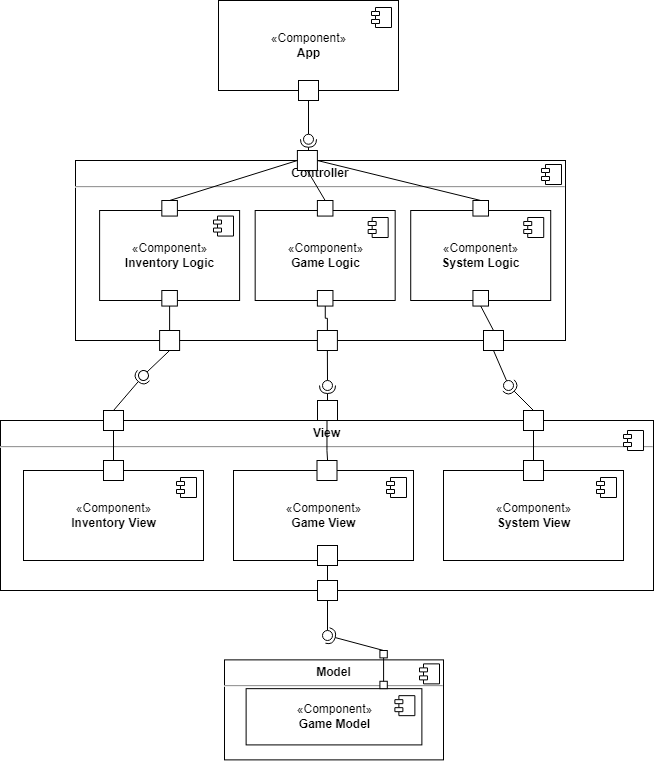 «Component»
App
Controller
«Component»
Inventory Logic
«Component»
Game Logic
«Component»
System Logic
View
«Component»
Inventory View
«Component»
Game View
«Component»
System View
Model
«Component»
Game Model